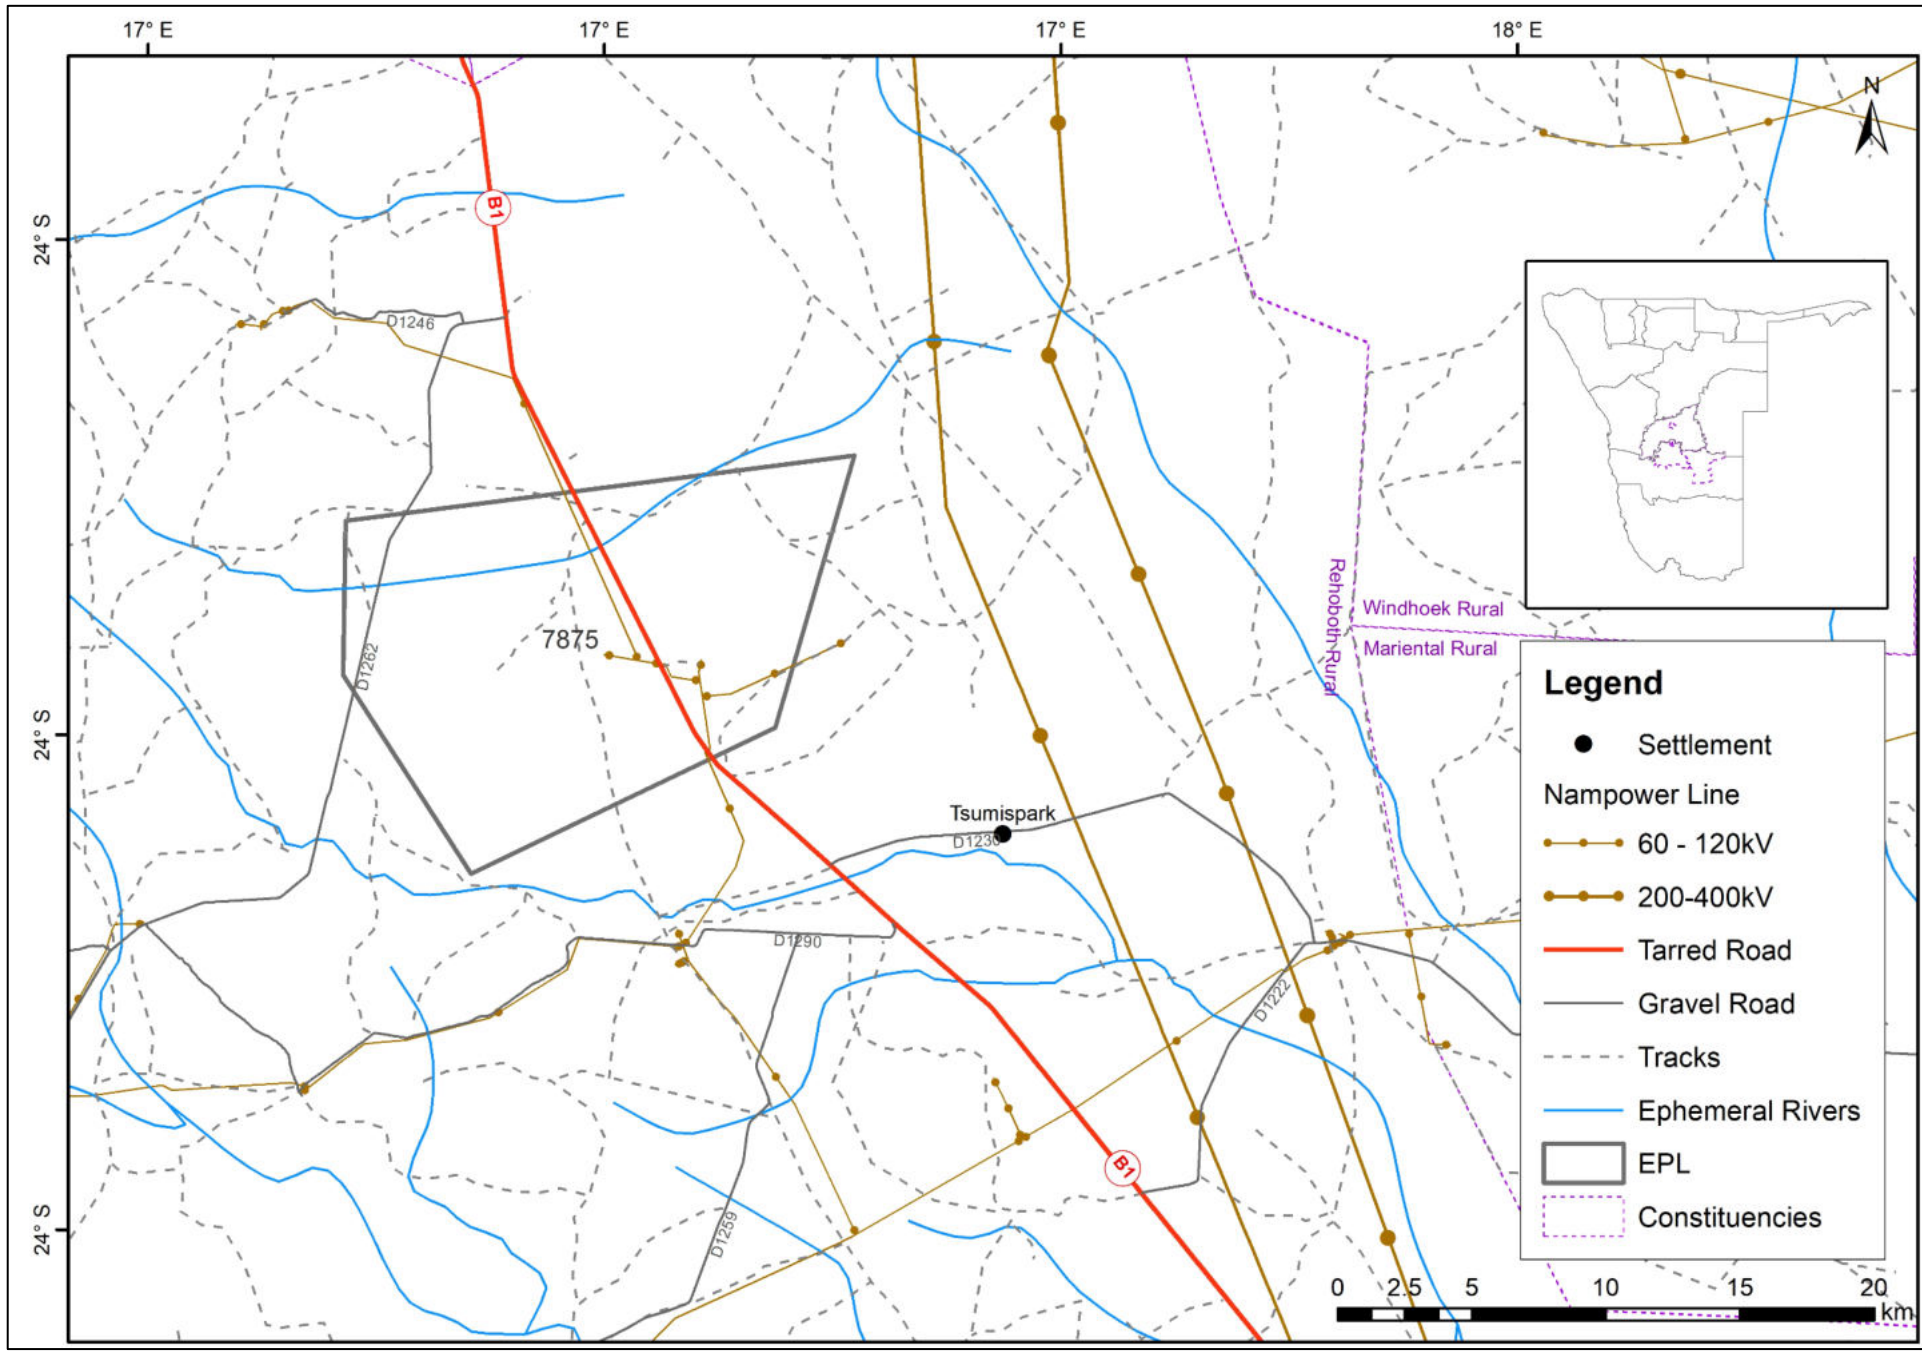 17° E 17° E 17° E 18° E
N
B1
24° S
D1246
Rehoboth Rural
Windhoek Rural
Mariental Rural
7875
D1262
Legend
24° S
Settlement
Nampower Line
Tsumispark
D1230
60 - 120kV
200-400kV
D1290
Tarred Road
D1222
Gravel Road
Tracks
Ephemeral Rivers
B1
EPL
Constituencies
24° S
D1259
0 2.5 5 10 15 20
km